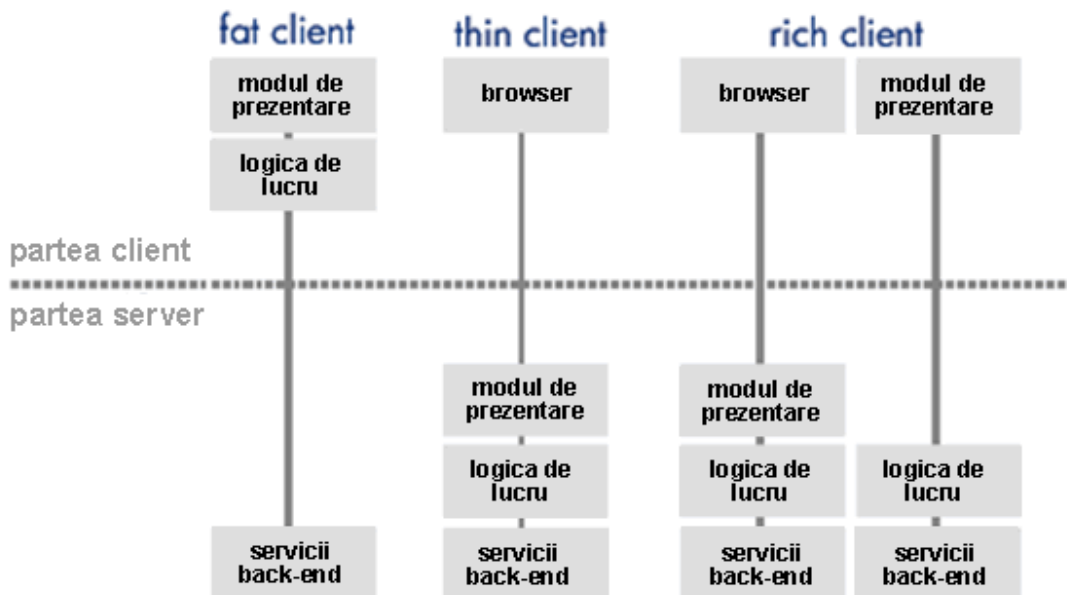 fat client
thin client
rich client
modul de
prezentare
browser
browser
modul de
prezentare
logica de
lucru
partea client
partea server
modul de
prezentare
modul de
prezentare
logica de
lucru
logica de
lucru
logica de
lucru
servicii
back-end
servicii
back-end
servicii
back-end
servicii
back-end